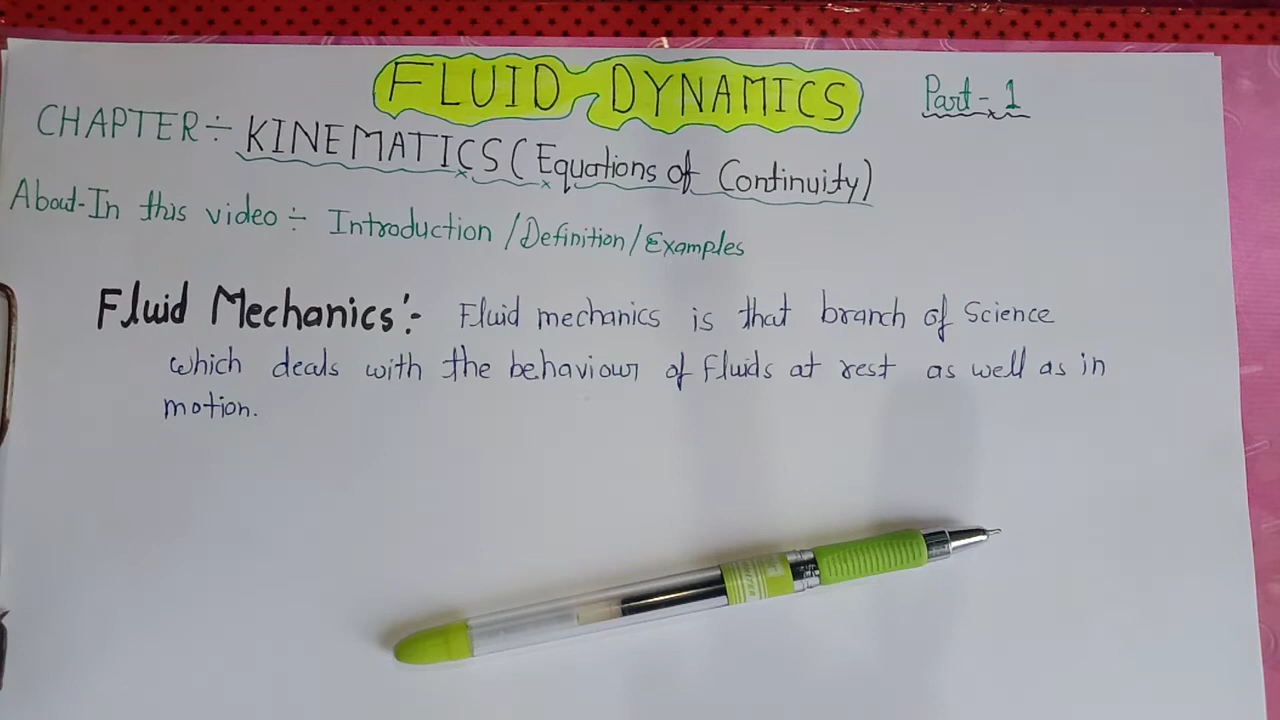 FLUID DYNAMICS Part-1
CHAPTER÷ KINEMATICS (Equations of Continuity)
About-In this video÷ Introduction/Definition/Examples
Fluid Mechanics:- Fluid mechanics is that branch of Science
which deals with the behaviour of fluids at rest as well as in
motion.